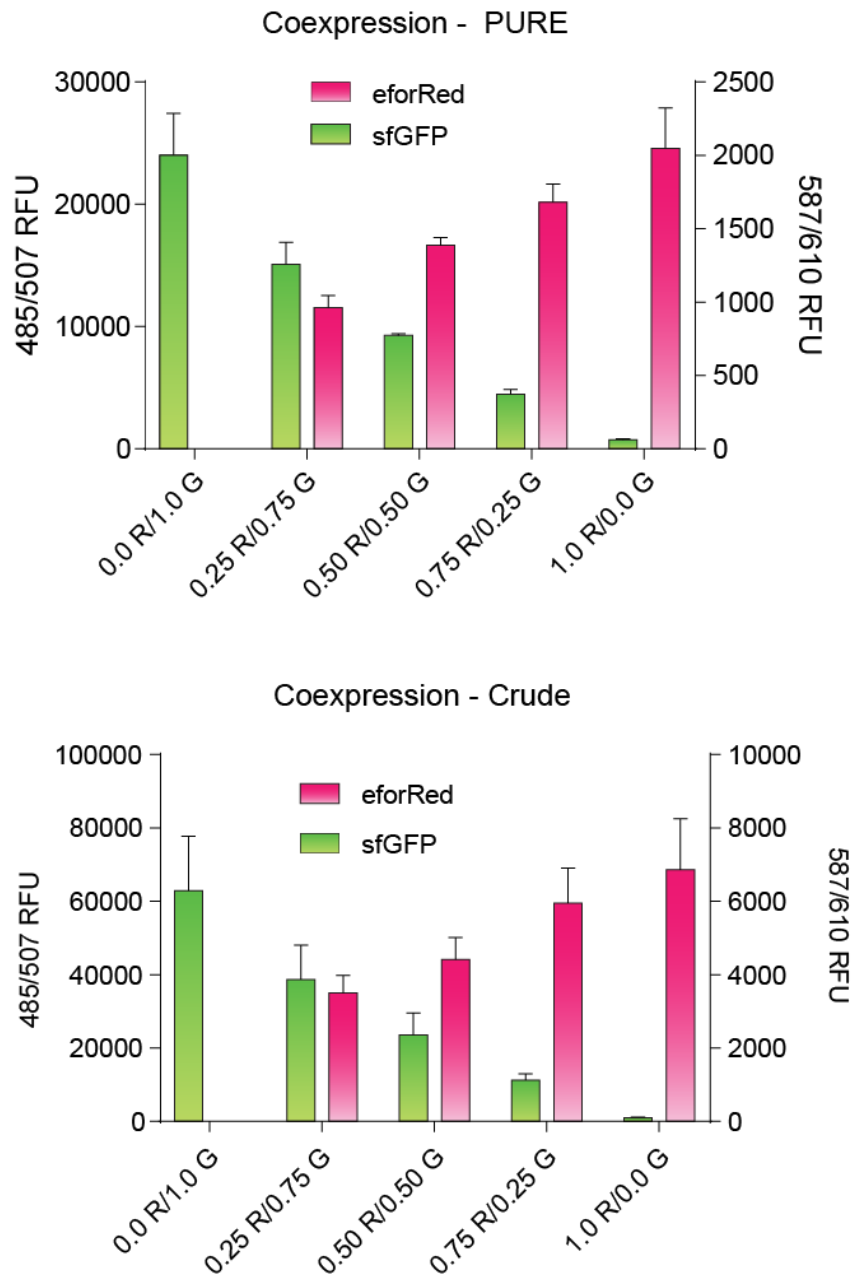 Coexpression -  PURE
eforRed
sfGFP
485/507 RFU
30000
20000
10000
0
587/610 RFU
2500
2000
1500
1000
500
0
0.0 R/1.0 G
0.25 R/0.75 G
0.50 R/0.50 G
0.75 R/0.25 G
1.0 R/0.0 G
Coexpression - Crude
eforRed
sfGFP
485/507 RFU
100000
80000
60000
40000
20000
0
587/610 RFU
10000
8000
6000
4000
2000
0
0.0 R/1.0 G
0.25 R/0.75 G
0.50 R/0.50 G
0.75 R/0.25 G
1.0 R/0.0 G